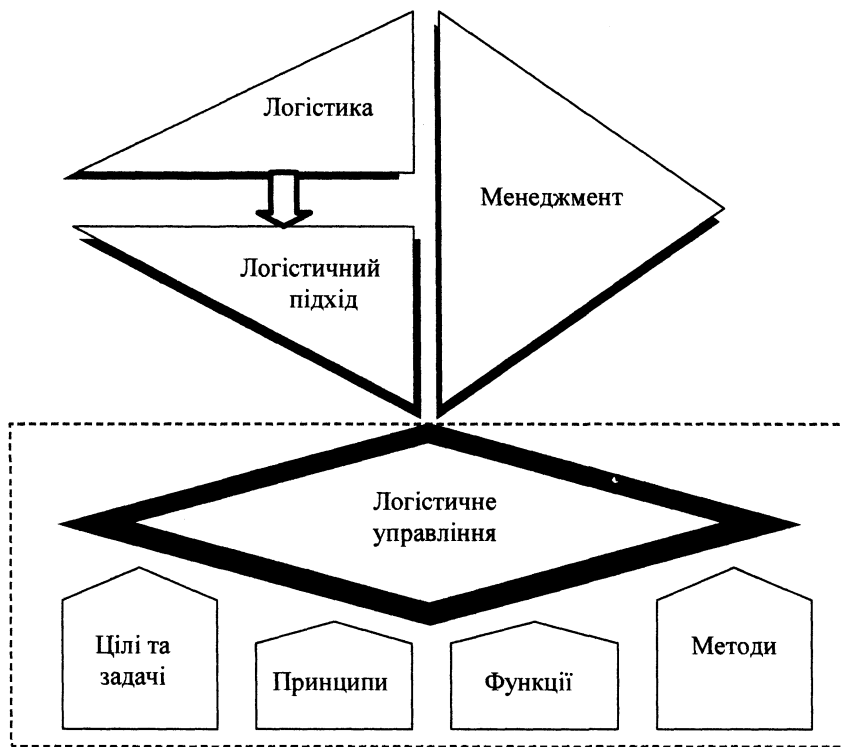 Логістика
Менеджмент
Логістичний
підхід
Логістичне
управління
Цілі та
задачі
Принципи
Функції
Методи